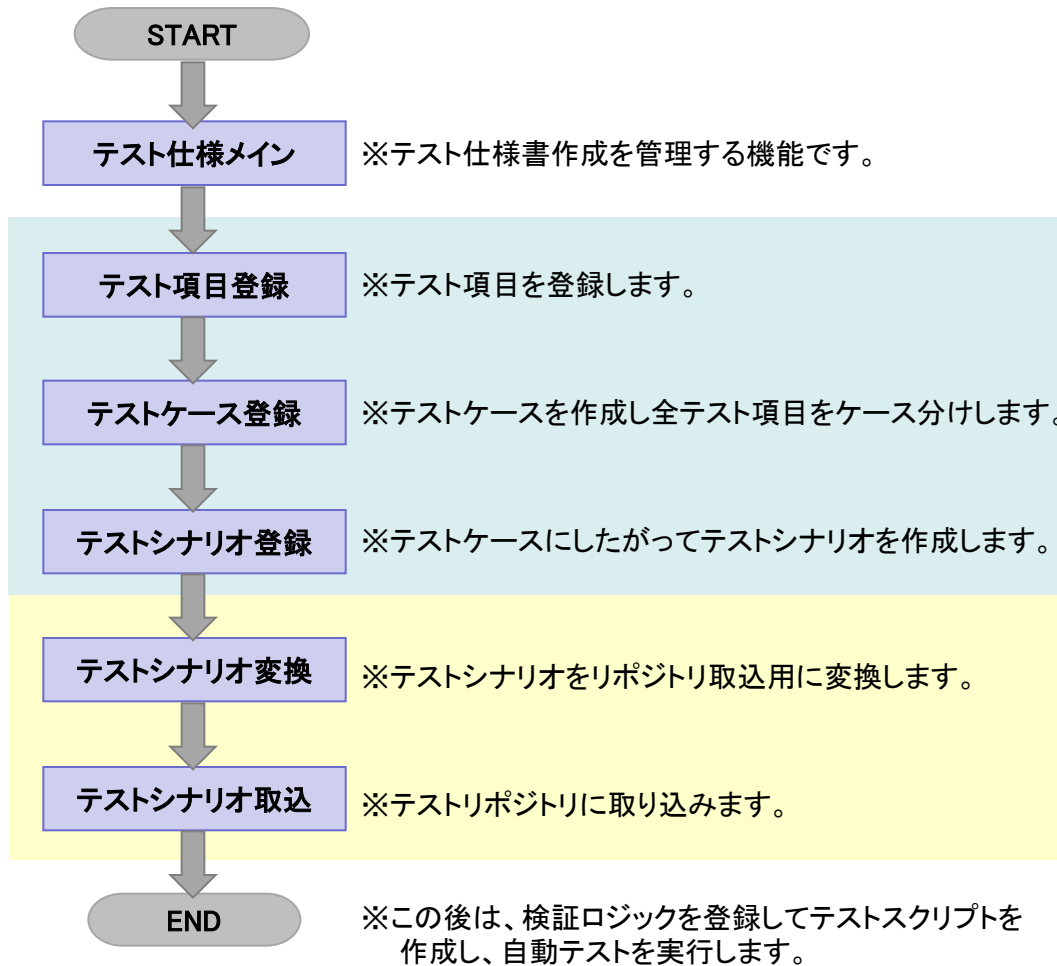 START
テスト仕様メイン
※テスト仕様書作成を管理する機能です。
テスト項目登録
※テスト項目を登録します。
テストケース登録
※テストケースを作成し全テスト項目をケース分けします。
テストシナリオ登録
※テストケースにしたがってテストシナリオを作成します。
テストシナリオ変換
※テストシナリオをリポジトリ取込用に変換します。
テストシナリオ取込
※テストリポジトリに取り込みます。
END
※この後は、検証ロジックを登録してテストスクリプトを
作成し、自動テストを実行します。